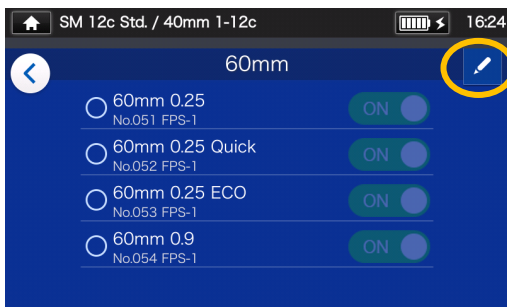 SM 12c Std. / 40mm 1-12c 16:24
60mm
60mm 0.25 ON
No.051 FPS-1
60mm 0.25 Quick ON
No.052 FPS-1
60mm 0.25 ECO ON
No.053 FPS-1
60mm 0.9 ON
No.054 FPS-1